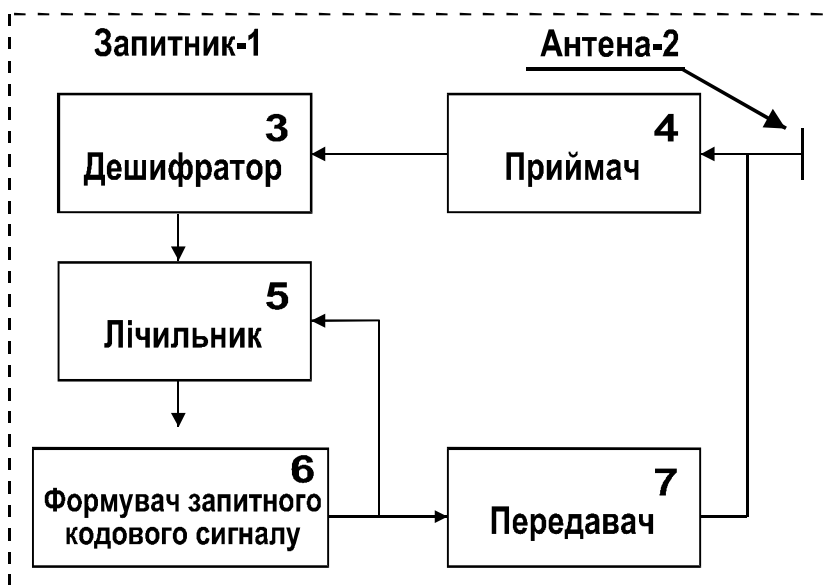 Запитник-1
Антена-2
3
Дешифратор
4
Приймач
5
Лічильник
6
Формувач запитного
кодового сигналу
7
Передавач